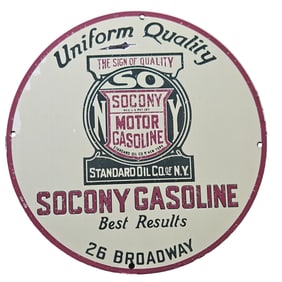 Uniform Quality
THE SIGN OF QUALITY
SO
N Y
SOCONY
MOTOR
GASOLINE
STANDARD OIL CO. OF N.Y.
SOCONY GASOLINE
Best Results
26 BROADWAY